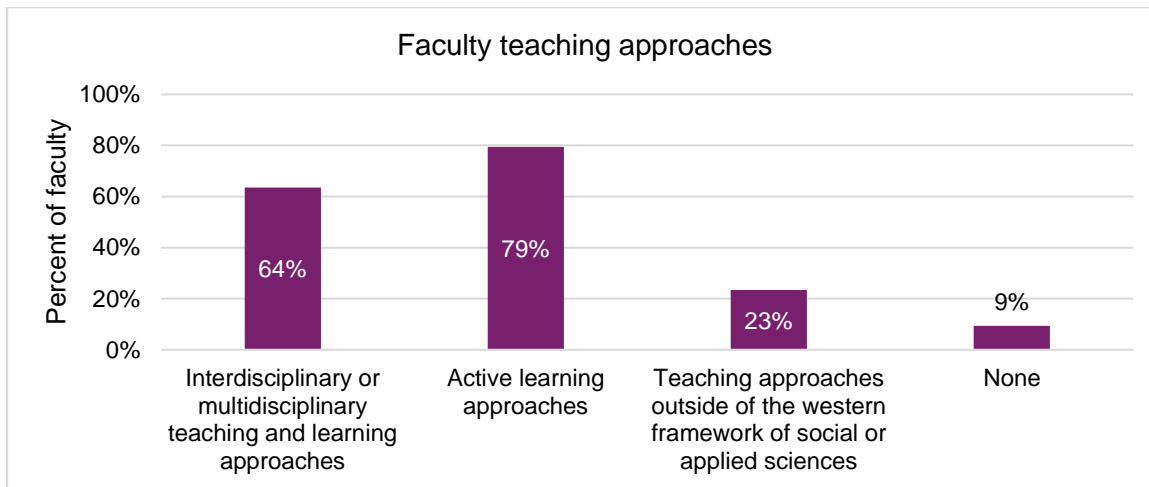 Faculty teaching approaches
Percent of faculty
100%
80%
60%
40%
20%
0%
64%
79%
23%
9%
Interdisciplinary or
multidisciplinary
teaching and learning
approaches
Active learning
approaches
Teaching approaches
outside of the western
framework of social or
applied sciences
None